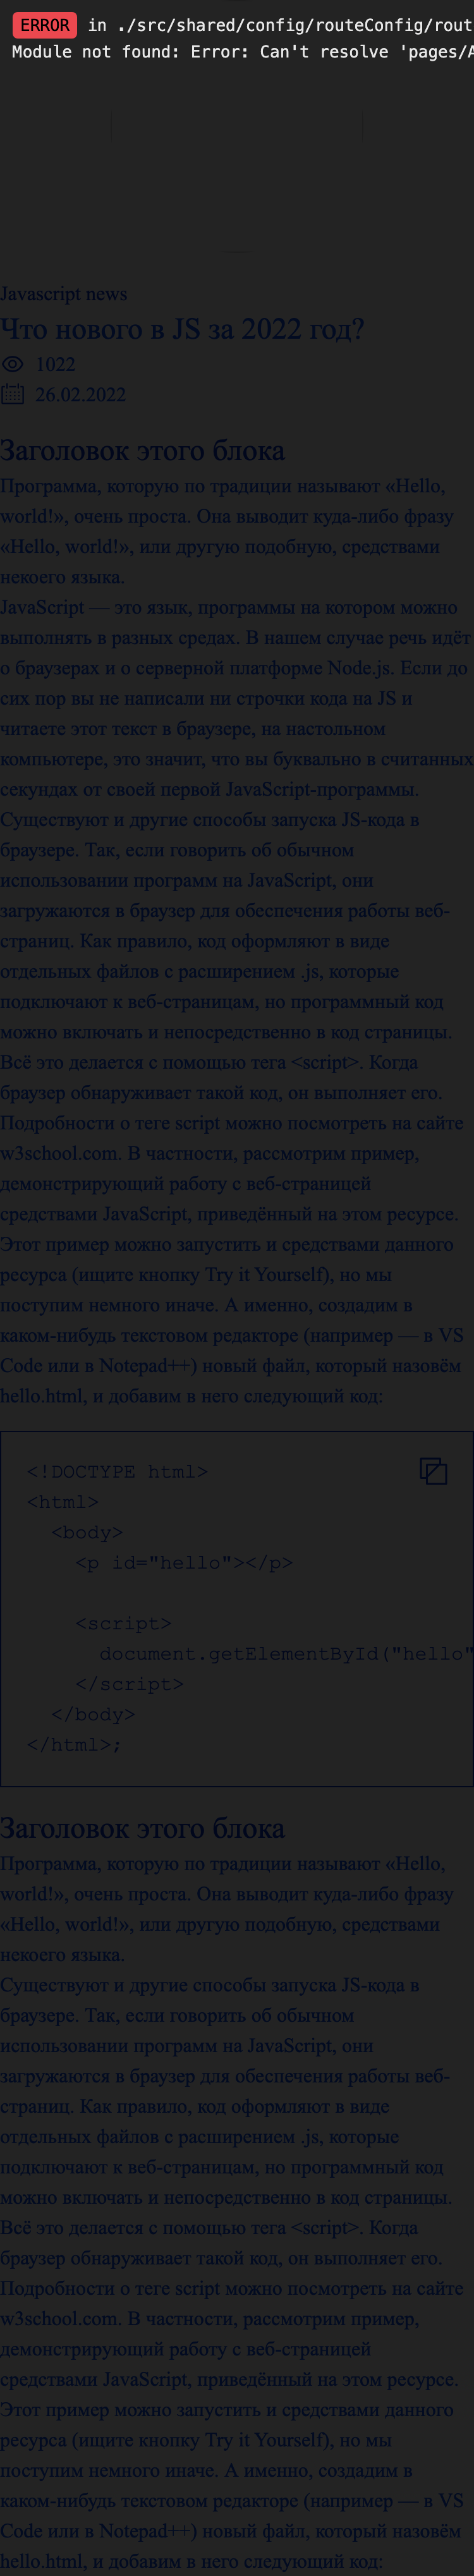 ERROR in ./src/shared/config/routeConfig/rout
Module not found: Error: Can't resolve 'pages/A
Javascript news
Что нового в JS за 2022 год?
1022
26.02.2022
Заголовок этого блока
Программа, которую по традиции называют «Hello,
world!», очень проста. Она выводит куда-либо фразу
«Hello, world!», или другую подобную, средствами
некоего языка.
JavaScript — это язык, программы на котором можно
выполнять в разных средах. В нашем случае речь идёт
о браузерах и о серверной платформе Node.js. Если до
сих пор вы не написали ни строчки кода на JS и
читаете этот текст в браузере, на настольном
компьютере, это значит, что вы буквально в считанных
секундах от своей первой JavaScript-программы.
Существуют и другие способы запуска JS-кода в
браузере. Так, если говорить об обычном
использовании программ на JavaScript, они
загружаются в браузер для обеспечения работы веб-
страниц. Как правило, код оформляют в виде
отдельных файлов с расширением .js, которые
подключают к веб-страницам, но программный код
можно включать и непосредственно в код страницы.
Всё это делается с помощью тега <script>. Когда
браузер обнаруживает такой код, он выполняет его.
Подробности о теге script можно посмотреть на сайте
w3school.com. В частности, рассмотрим пример,
демонстрирующий работу с веб-страницей
средствами JavaScript, приведённый на этом ресурсе.
Этот пример можно запустить и средствами данного
ресурса (ищите кнопку Try it Yourself), но мы
поступим немного иначе. А именно, создадим в
каком-нибудь текстовом редакторе (например — в VS
Code или в Notepad++) новый файл, который назовём
hello.html, и добавим в него следующий код:
<!DOCTYPE html>
<html>
<body>
<p id="hello"></p>
<script>
document.getElementById("hello"
</script>
</body>
</html>;
Заголовок этого блока
Программа, которую по традиции называют «Hello,
world!», очень проста. Она выводит куда-либо фразу
«Hello, world!», или другую подобную, средствами
некоего языка.
Существуют и другие способы запуска JS-кода в
браузере. Так, если говорить об обычном
использовании программ на JavaScript, они
загружаются в браузер для обеспечения работы веб-
страниц. Как правило, код оформляют в виде
отдельных файлов с расширением .js, которые
подключают к веб-страницам, но программный код
можно включать и непосредственно в код страницы.
Всё это делается с помощью тега <script>. Когда
браузер обнаруживает такой код, он выполняет его.
Подробности о теге script можно посмотреть на сайте
w3school.com. В частности, рассмотрим пример,
демонстрирующий работу с веб-страницей
средствами JavaScript, приведённый на этом ресурсе.
Этот пример можно запустить и средствами данного
ресурса (ищите кнопку Try it Yourself), но мы
поступим немного иначе. А именно, создадим в
каком-нибудь текстовом редакторе (например — в VS
Code или в Notepad++) новый файл, который назовём
hello.html, и добавим в него следующий код: